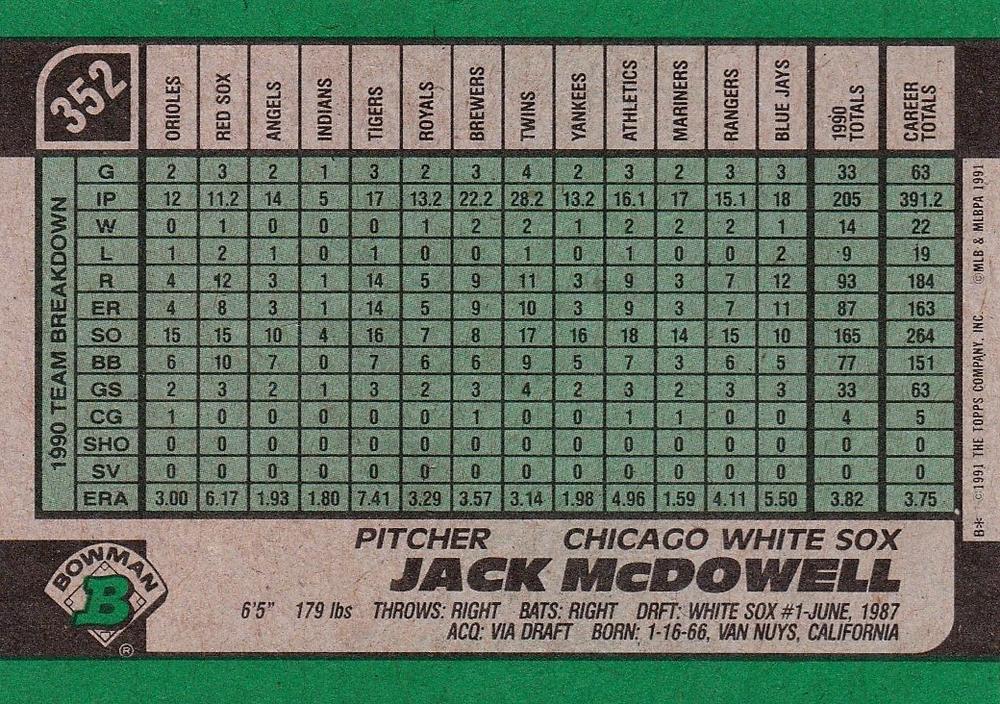 352 ORIOLES RED SOX ANGELS INDIANS TIGERS ROYALS BREWERS TWINS YANKEES ATHLETICS MARINERS RANGERS BLUE JAYS 1990 TOTALS CAREER TOTALS
1990 TEAM BREAKDOWN
G 2 3 2 1 3 2 3 4 2 3 2 3 3 33 63
IP 12 11.2 14 5 17 13.2 22.2 28.2 13.2 16.1 17 15.1 18 205 391.2
W 0 1 0 0 0 1 2 2 1 2 2 2 1 14 22
L 1 2 1 0 1 0 0 1 0 1 0 0 2 9 19
R 4 12 3 1 14 5 9 11 3 9 3 7 12 93 184
ER 4 8 3 1 14 5 9 10 3 9 3 7 11 87 163
SO 15 15 10 4 16 7 8 17 16 18 14 15 10 165 264
BB 6 10 7 0 7 6 6 9 5 7 3 6 5 77 151
GS 2 3 2 1 3 2 3 4 2 3 2 3 3 33 63
CG 1 0 0 0 0 0 1 0 0 1 1 0 0 4 5
SHO 0 0 0 0 0 0 0 0 0 0 0 0 0 0 0
SV 0 0 0 0 0 0 0 0 0 0 0 0 0 0 0
ERA 3.00 6.17 1.93 1.80 7.41 3.29 3.57 3.14 1.98 4.96 1.59 4.11 5.50 3.82 3.75
B* ©1991 THE TOPPS COMPANY, INC. ©MLB & MLBPA 1991
PITCHER CHICAGO WHITE SOX
JACK McDOWELL
BOWMAN
B
®
6'5" 179 lbs THROWS: RIGHT BATS: RIGHT DRFT: WHITE SOX #1-JUNE, 1987
ACQ: VIA DRAFT BORN: 1-16-66, VAN NUYS, CALIFORNIA